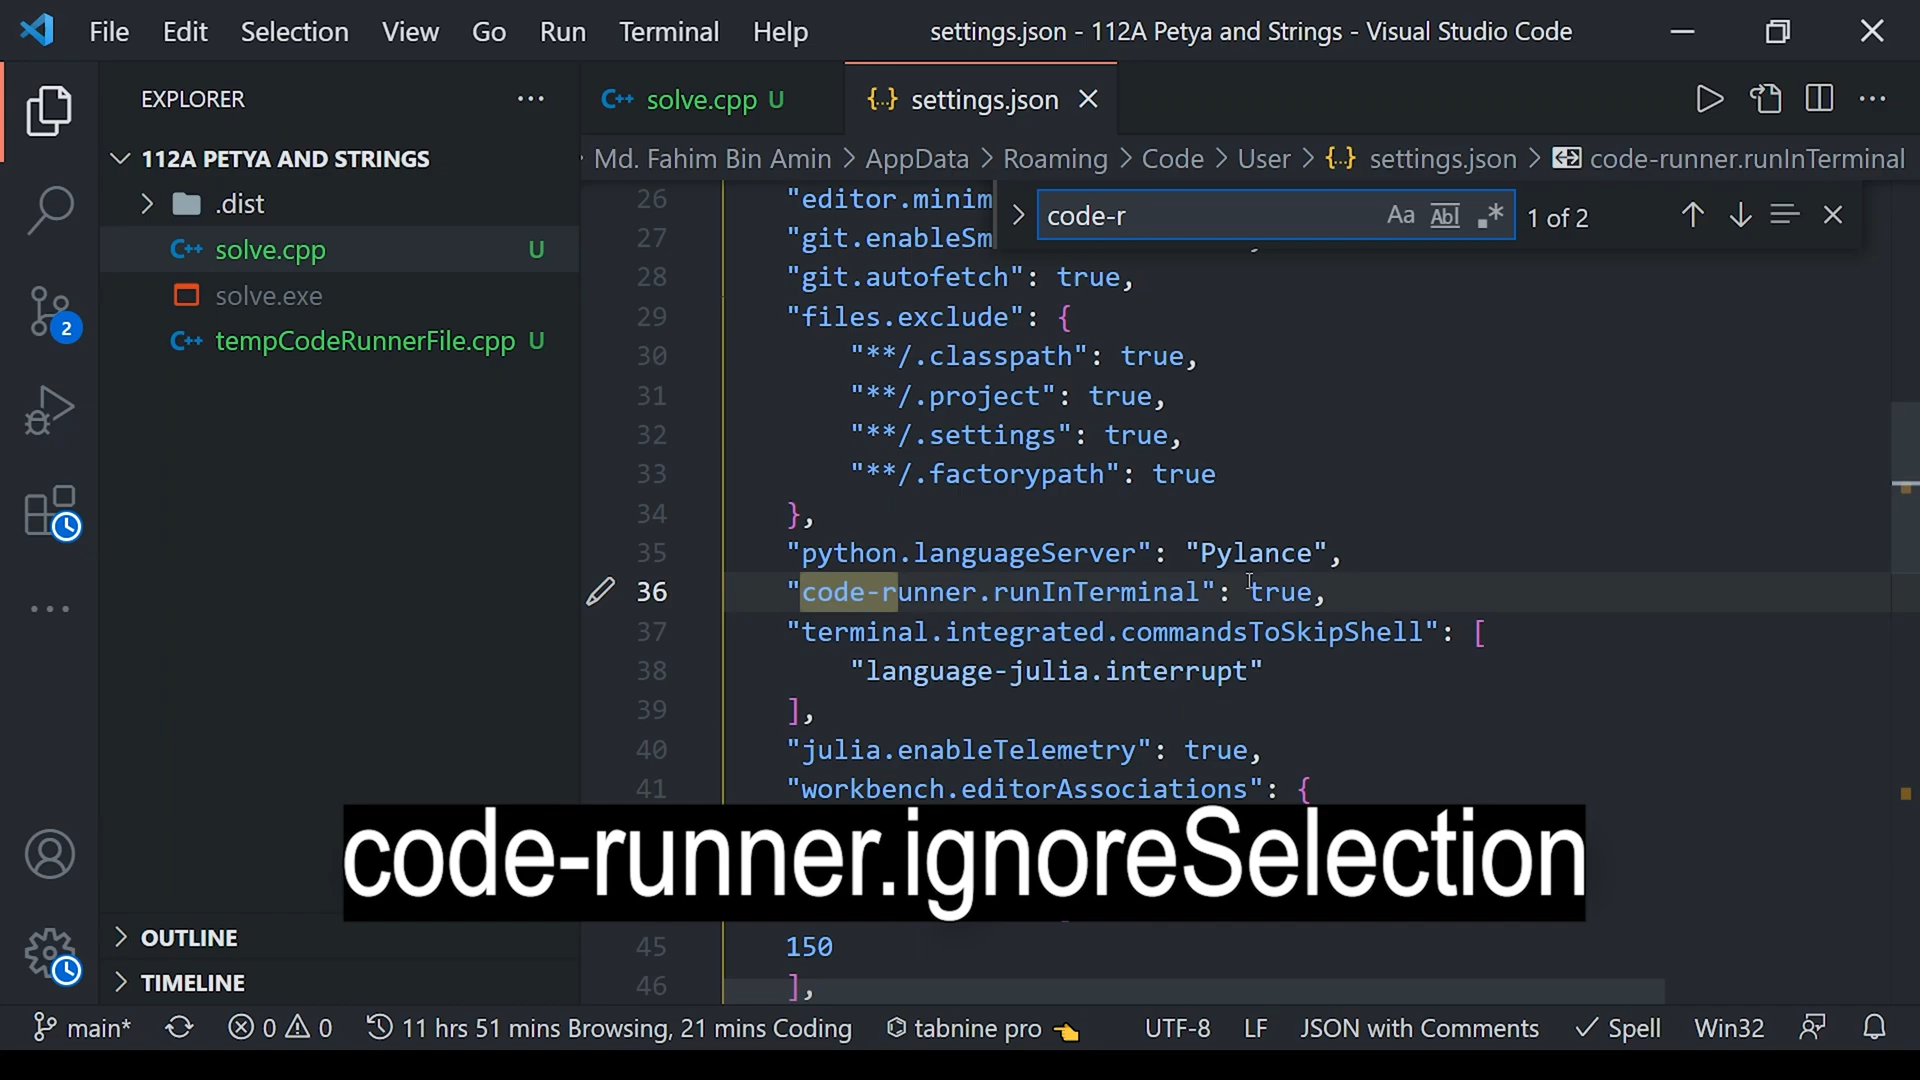 File Edit Selection View Go Run Terminal Help settings.json - 112A Petya and Strings - Visual Studio Code
EXPLORER
112A PETYA AND STRINGS
.dist
solve.cpp U
solve.exe
tempCodeRunnerFile.cpp U
OUTLINE
TIMELINE
2
solve.cpp U settings.json
Md. Fahim Bin Amin > AppData > Roaming > Code > User > {..} settings.json > code-runner.runInTerminal
code-r Aa Abl .* 1 of 2
26 "editor.minim
27 "git.enableSm
28 "git.autofetch": true,
29 "files.exclude": {
30 "**/.classpath": true,
31 "**/.project": true,
32 "**/.settings": true,
33 "**/.factorypath": true
34 },
35 "python.languageServer": "Pylance",
36 "code-runner.runInTerminal": true,
37 "terminal.integrated.commandsToSkipShell": [
38 "language-julia.interrupt"
39 ],
40 "julia.enableTelemetry": true,
41 "workbench.editorAssociations": {
code-runner.ignoreSelection
45 150
46 ],
main* 0 0 11 hrs 51 mins Browsing, 21 mins Coding tabnine pro UTF-8 LF JSON with Comments Spell Win32